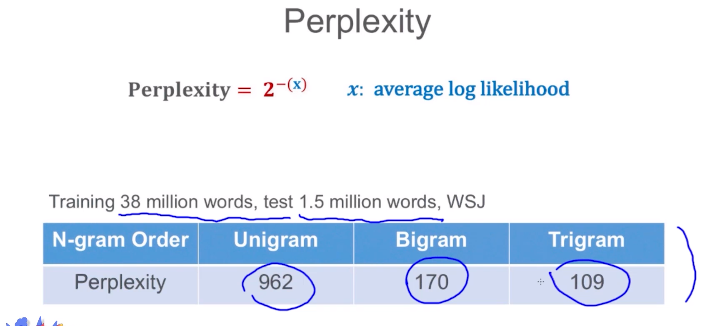 Perplexity
Perplexity = 2^−(x) x: average log likelihood
Training 38 million words, test 1.5 million words, WSJ
N-gram Order Unigram Bigram Trigram
Perplexity 962 170 109